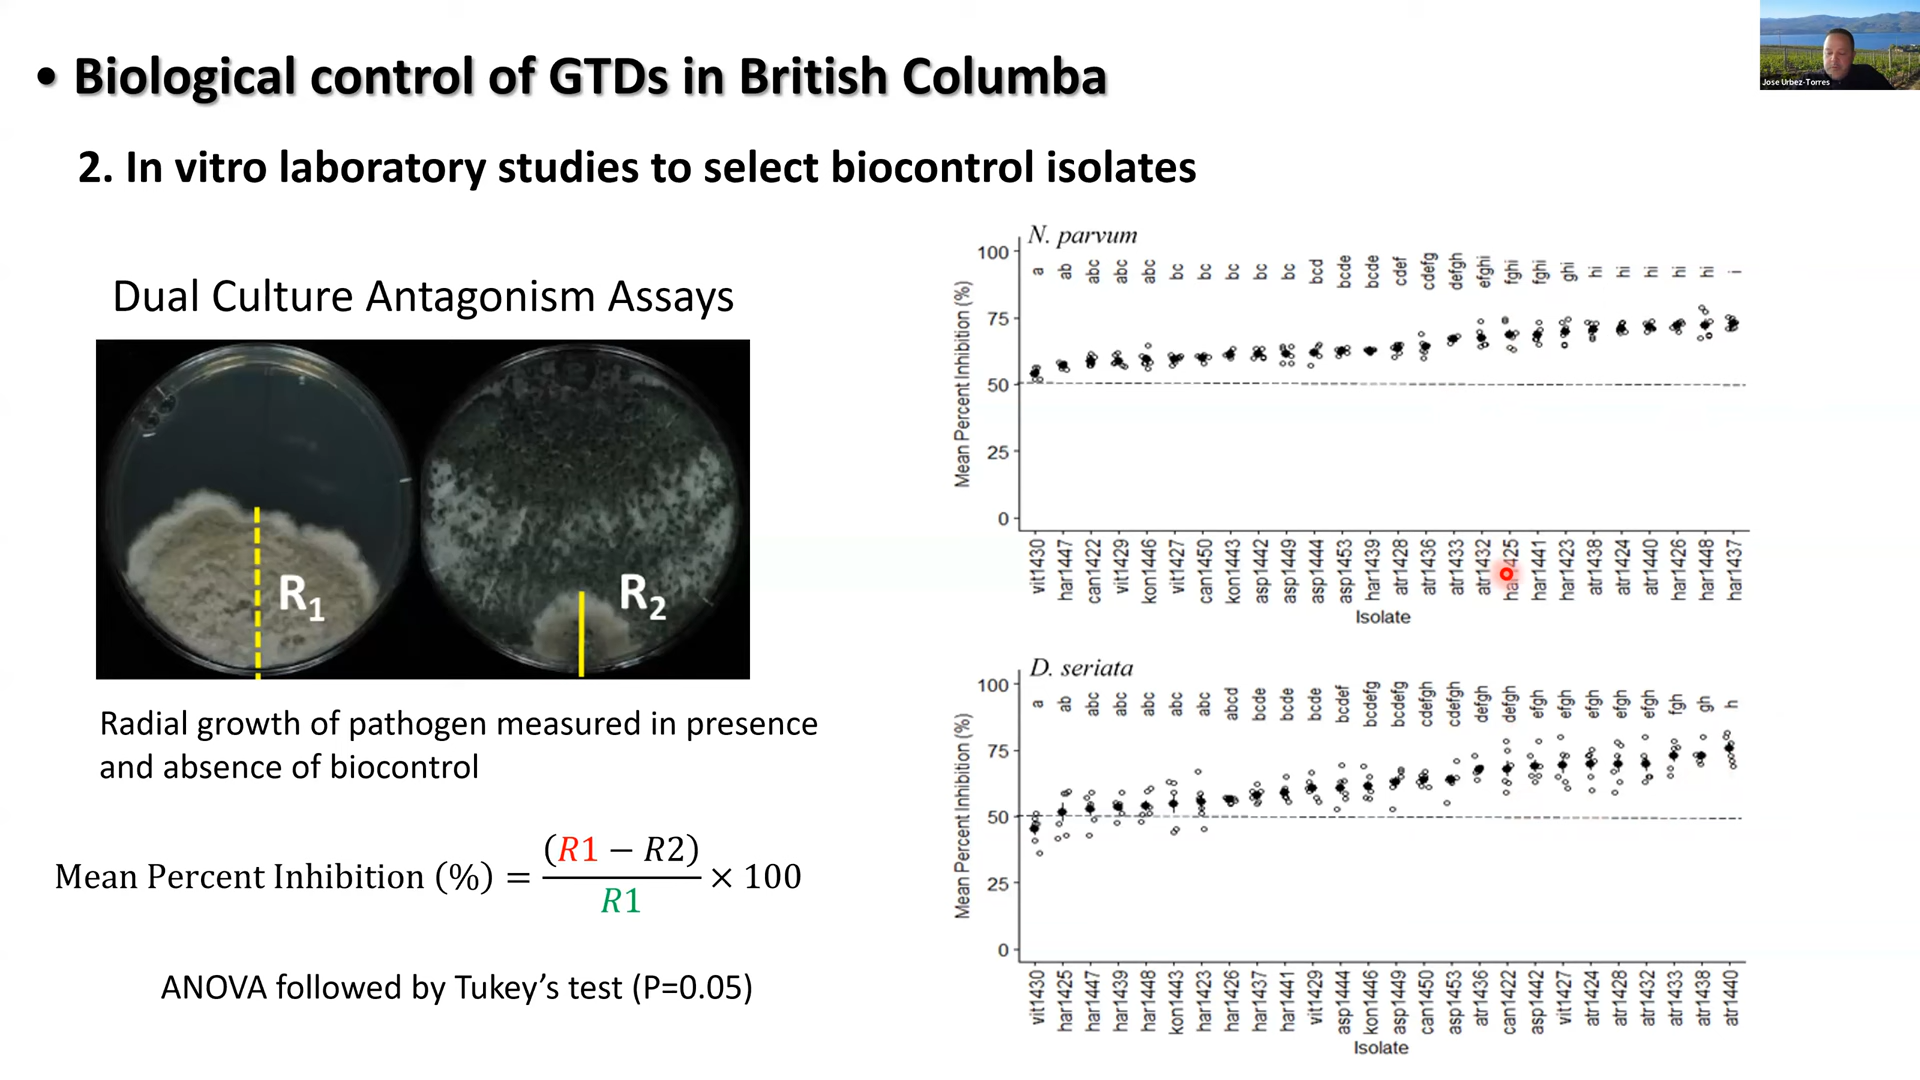 • Biological control of GTDs in British Columba
Jose Urbez-Torres
2. In vitro laboratory studies to select biocontrol isolates
Dual Culture Antagonism Assays
R1
R2
Radial growth of pathogen measured in presence
and absence of biocontrol
Mean Percent Inhibition (%) = (R1 − R2) / R1 × 100
ANOVA followed by Tukey’s test (P=0.05)
N. parvum
Mean Percent Inhibition (%)
100
75
50
25
0
a ab abc abc abc bc bc bc bc bc bcd bcde bcde cdef cdefg defgh efghi fghi fghi ghi hi hi hi hi hi i
vit1430 har1447 can1422 vit1429 kon1446 vit1427 can1450 kon1443 asp1442 asp1449 asp1444 asp1453 har1439 atr1428 atr1436 atr1433 atr1432 har1425 har1441 har1423 atr1438 atr1424 atr1440 har1426 har1448 har1437
Isolate
D. seriata
Mean Percent Inhibition (%)
100
75
50
25
0
a ab abc abc abc abc abc abcd bcde bcde bcde bcdef bcdefg bcdefg cdefgh cdefgh defgh defgh efgh efgh efgh efgh efgh fgh gh h
vit1430 har1425 har1447 har1439 har1448 kon1443 har1423 har1426 har1437 har1441 vit1429 asp1444 kon1446 asp1449 can1450 asp1453 atr1436 can1422 asp1442 vit1427 atr1424 atr1428 atr1432 atr1433 atr1438 atr1440
Isolate